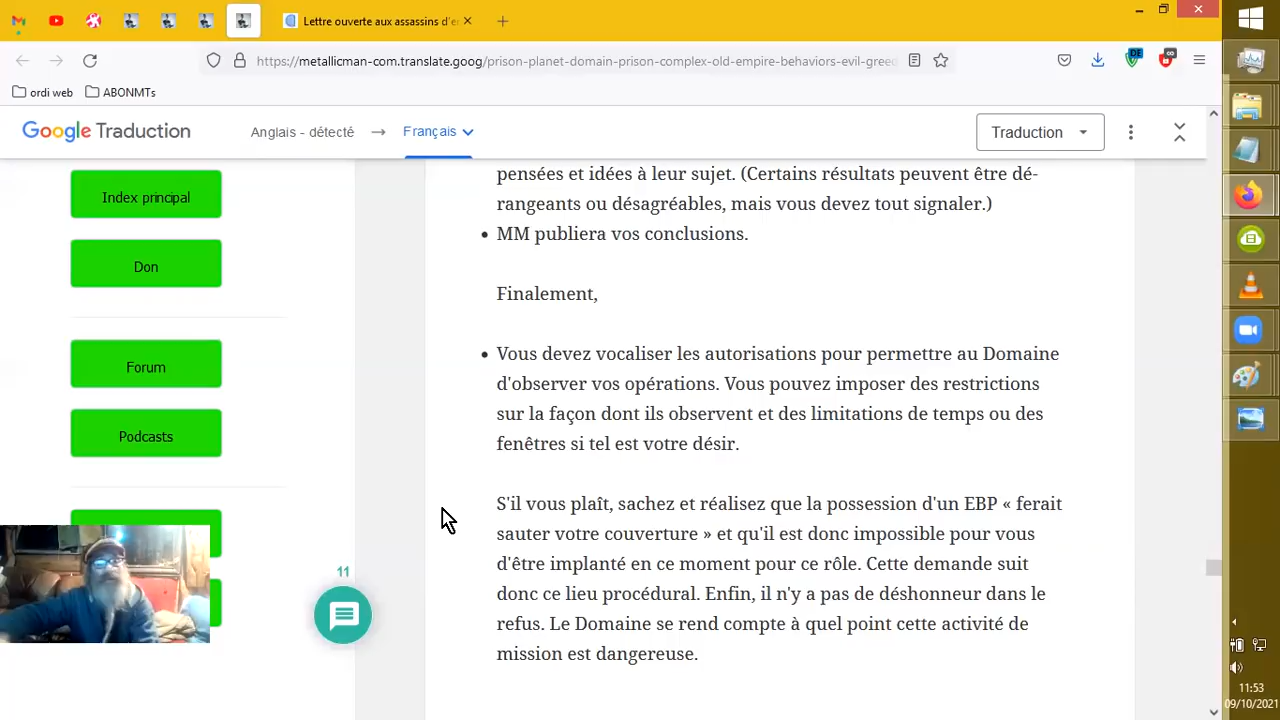 Lettre ouverte aux assassins d'e
https://metallicman-com.translate.goog/prison-planet-domain-prison-complex-old-empire-behaviors-evil-greed
DE
ordi web
ABONMTs
Google Traduction
Anglais - détecté
Français
Traduction
Index principal
Don
Forum
Podcasts
pensées et idées à leur sujet. (Certains résultats peuvent être dé-
rangeants ou désagréables, mais vous devez tout signaler.)
• MM publiera vos conclusions.
Finalement,
• Vous devez vocaliser les autorisations pour permettre au Domaine
d'observer vos opérations. Vous pouvez imposer des restrictions
sur la façon dont ils observent et des limitations de temps ou des
fenêtres si tel est votre désir.
S'il vous plaît, sachez et réalisez que la possession d'un EBP « ferait
sauter votre couverture » et qu'il est donc impossible pour vous
d'être implanté en ce moment pour ce rôle. Cette demande suit
donc ce lieu procédural. Enfin, il n'y a pas de déshonneur dans le
refus. Le Domaine se rend compte à quel point cette activité de
mission est dangereuse.
11
11:53
09/10/2021